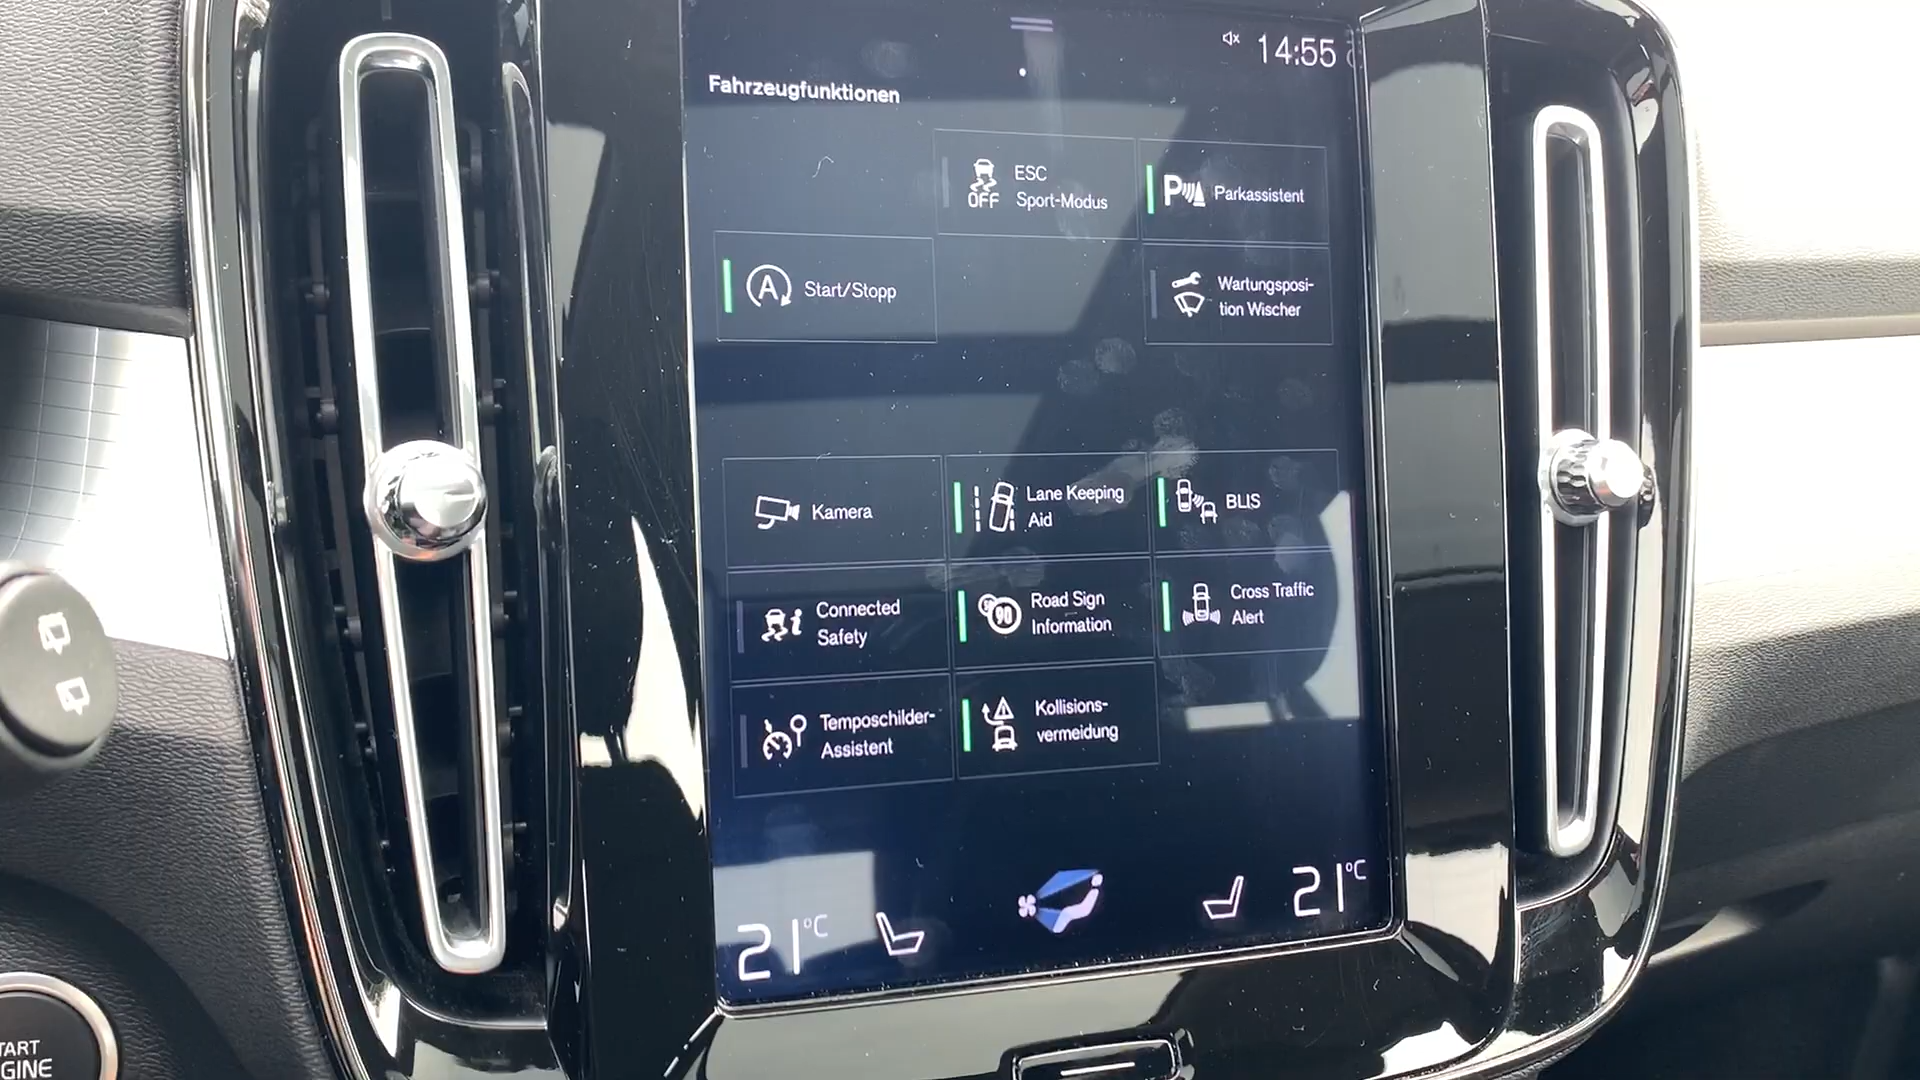 14:55
Fahrzeugfunktionen
OFF
ESC
Sport-Modus
P
Parkassistent
A
Start/Stopp
Wartungsposi-
tion Wischer
Kamera
Lane Keeping
Aid
BLIS
Connected
Safety
90
Road Sign
Information
Cross Traffic
Alert
Temposchilder-
Assistent
Kollisions-
vermeidung
21°C
21°C
TART
GINE